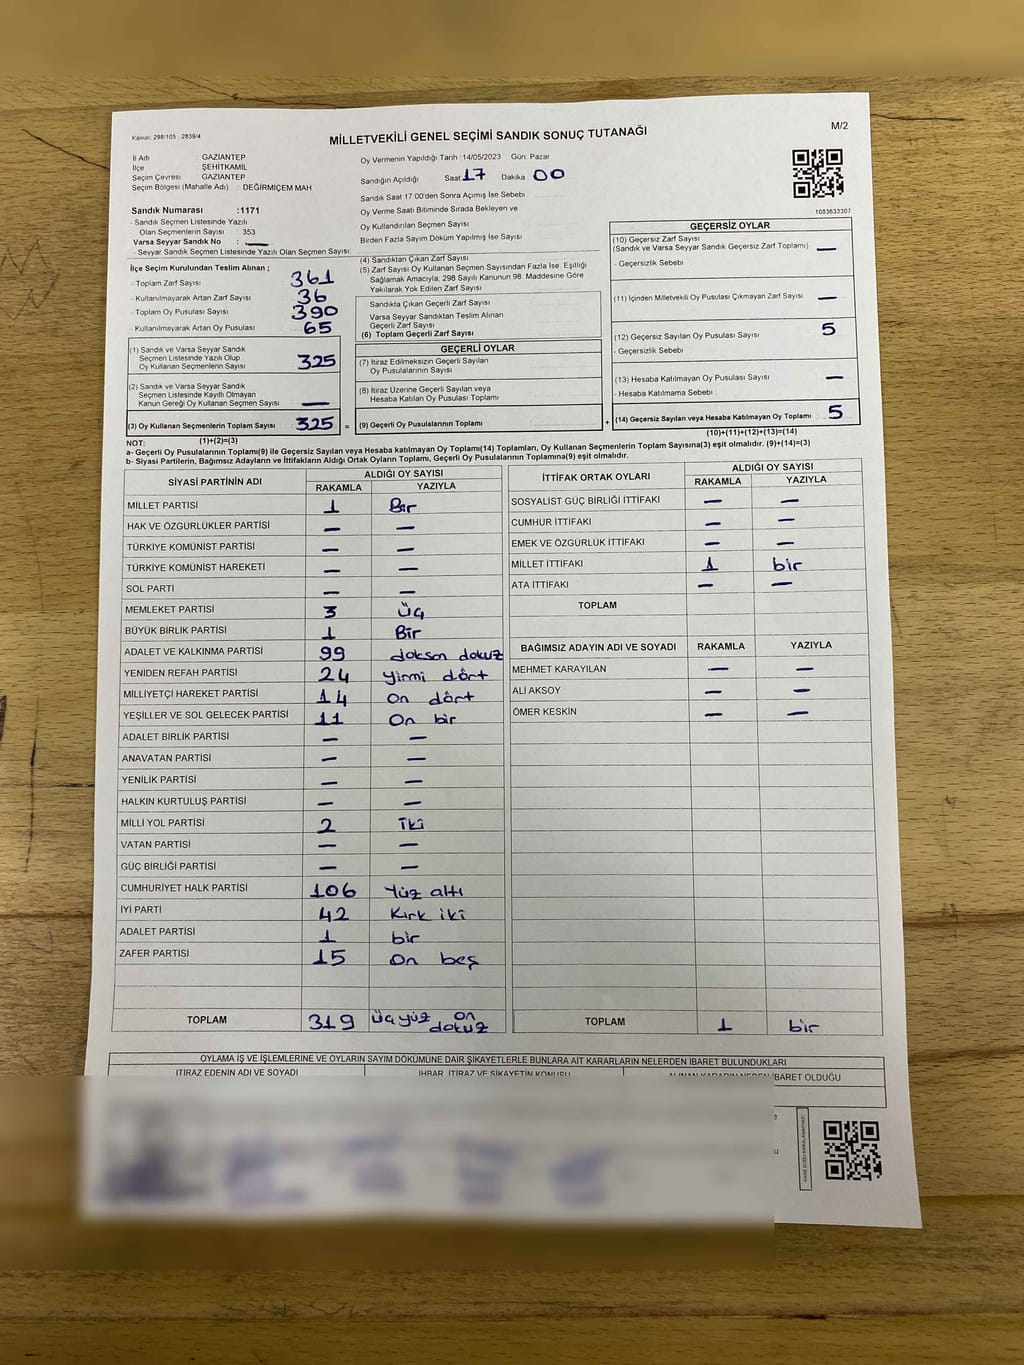 Kanun: 298/105 : 2839/4
MİLLETVEKİLİ GENEL SEÇİMİ SANDIK SONUÇ TUTANAĞI
M/2
İl Adı GAZİANTEP
İlçe ŞEHİTKAMİL
Seçim Çevresi GAZİANTEP
Seçim Bölgesi (Mahalle Adı) : DEĞİRMİÇEM MAH
Sandık Numarası :1171
- Sandık Seçmen Listesinde Yazılı
Olan Seçmenlerin Sayısı 353
Varsa Seyyar Sandık No : —
- Seyyar Sandık Seçmen Listesinde Yazılı Olan Seçmen Sayısı
Oy Vermenin Yapıldığı Tarih :14/05/2023 Gün: Pazar
Sandığın Açıldığı Saat 17 Dakika 00
Sandık Saat 17:00'den Sonra Açımış İse Sebebi
Oy Verme Saati Bitiminde Sırada Bekleyen ve
Oy Kullandırılan Seçmen Sayısı
Birden Fazla Sayım Döküm Yapılmış İse Sayısı
1083633307
İlçe Seçim Kurulundan Teslim Alınan ;
- Toplam Zarf Sayısı 361
- Kullanılmayarak Artan Zarf Sayısı 36
- Toplam Oy Pusulası Sayısı 390
- Kullanılmayarak Artan Oy Pusulası 65
(1) Sandık ve Varsa Seyyar Sandık
Seçmen Listesinde Yazılı Olup
Oy Kullanan Seçmenlerin Sayısı 325
(2) Sandık ve Varsa Seyyar Sandık
Seçmen Listesinde Kayıtlı Olmayan
Kanun Gereği Oy Kullanan Seçmen Sayısı —
(3) Oy Kullanan Seçmenlerin Toplam Sayısı 325 =
(1)+(2)=(3)
(4) Sandıktan Çıkan Zarf Sayısı
(5) Zarf Sayısı Oy Kullanan Seçmen Sayısından Fazla İse, Eşitliği
Sağlamak Amacıyla; 298 Sayılı Kanunun 98. Maddesine Göre
Yakılarak Yok Edilen Zarf Sayısı
Sandıkla Çıkan Geçerli Zarf Sayısı
Varsa Seyyar Sandıktan Teslim Alınan
Geçerli Zarf Sayısı
(6) Toplam Geçerli Zarf Sayısı
GEÇERLİ OYLAR
(7) İtiraz Edilmeksizin Geçerli Sayılan
Oy Pusulalarının Sayısı
(8) İtiraz Üzerine Geçerli Sayılan veya
Hesaba Katılan Oy Pusulası Toplamı
(9) Geçerli Oy Pusulalarının Toplamı +
GEÇERSİZ OYLAR
(10) Geçersiz Zarf Sayısı
(Sandık ve Varsa Seyyar Sandık Geçersiz Zarf Toplamı) —
- Geçersizlik Sebebi
(11) İçinden Milletvekili Oy Pusulası Çıkmayan Zarf Sayısı —
(12) Geçersiz Sayılan Oy Pusulası Sayısı 5
- Geçersizlik Sebebi
(13) Hesaba Katılmayan Oy Pusulası Sayısı —
- Hesaba Katılmama Sebebi
(14) Geçersiz Sayılan veya Hesaba Katılmayan Oy Toplamı 5
(10)+(11)+(12)+(13)=(14)
NOT:
a- Geçerli Oy Pusulalarının Toplamı(9) ile Geçersiz Sayılan veya Hesaba Katılmayan Oy Toplamı(14) Toplamları, Oy Kullanan Seçmenlerin Toplam Sayısına(3) eşit olmalıdır. (9)+(14)=(3)
b- Siyasi Partilerin, Bağımsız Adayların ve İttifakların Aldığı Ortak Oyların Toplamı, Geçerli Oy Pusulalarının Toplamına(9) eşit olmalıdır.
SİYASİ PARTİNİN ADI ALDIĞI OY SAYISI
RAKAMLA YAZIYLA
MİLLET PARTİSİ 1 Bir
HAK VE ÖZGÜRLÜKLER PARTİSİ — —
TÜRKİYE KOMÜNİST PARTİSİ — —
TÜRKİYE KOMÜNİST HAREKETİ — —
SOL PARTİ — —
MEMLEKET PARTİSİ 3 üç
BÜYÜK BİRLİK PARTİSİ 1 Bir
ADALET VE KALKINMA PARTİSİ 99 doksan dokuz
YENİDEN REFAH PARTİSİ 24 yirmi dört
MİLLİYETÇİ HAREKET PARTİSİ 14 On dört
YEŞİLLER VE SOL GELECEK PARTİSİ 11 On bir
ADALET BİRLİK PARTİSİ — —
ANAVATAN PARTİSİ — —
YENİLİK PARTİSİ — —
HALKIN KURTULUŞ PARTİSİ — —
MİLLİ YOL PARTİSİ 2 iki
VATAN PARTİSİ — —
GÜÇ BİRLİĞİ PARTİSİ — —
CUMHURİYET HALK PARTİSİ 106 Yüz altı
İYİ PARTİ 42 Kırk iki
ADALET PARTİSİ 1 bir
ZAFER PARTİSİ 15 On beş
TOPLAM 319 üçyüz on dokuz
İTTİFAK ORTAK OYLARI ALDIĞI OY SAYISI
RAKAMLA YAZIYLA
SOSYALİST GÜÇ BİRLİĞİ İTTİFAKI — —
CUMHUR İTTİFAKI — —
EMEK VE ÖZGÜRLÜK İTTİFAKI — —
MİLLET İTTİFAKI 1 bir
ATA İTTİFAKI — —
TOPLAM
BAĞIMSIZ ADAYIN ADI VE SOYADI RAKAMLA YAZIYLA
MEHMET KARAYILAN — —
ALİ AKSOY — —
ÖMER KESKİN — —
TOPLAM 1 bir
OYLAMA İŞ VE İŞLEMLERİNE VE OYLARIN SAYIM DÖKÜMÜNE DAİR ŞİKAYETLERLE BUNLARA AİT KARARLARIN NELERDEN İBARET BULUNDUKLARI
İTİRAZ EDENİN ADI VE SOYADI İHBAR, İTİRAZ VE ŞİKAYETİN KONUSU ALINAN KARARIN NEDEN İBARET OLDUĞU